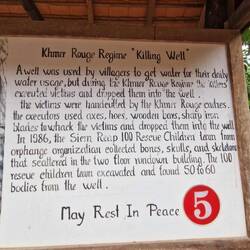 Khmer Rouge Regime "Killing Well"
A well was used by villagers to get water for their daily
water usage, but during the Khmer Rouge Regime the killers
executed victims and dropped them into the well.
the victims were handcuffed by the Khmer Rouge cadres.
the executors used axes, hoes, wooden bars, sharp iron
blades to whack the victims and dropped them into the well.
In 1986, the Siem Reap 100 Rescue Children Team from
orphanage organization collected bones, skulls, and skeletons
that scattered in the two floor rundown building. The 100
rescue children team excavated and found 50 to 60
bodies from the well.
May Rest In Peace
5